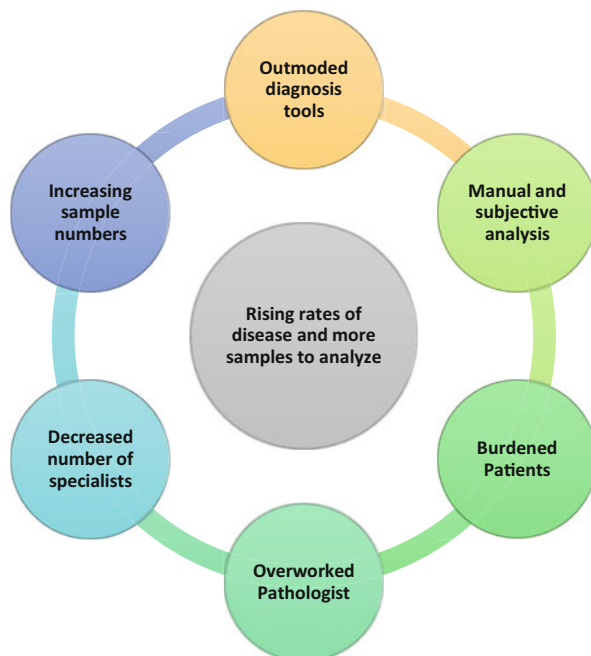 Outmoded
diagnosis
tools
Manual and
subjective
analysis
Burdened
Patients
Overworked
Pathologist
Decreased
number of
specialists
Increasing
sample
numbers
Rising rates of
disease and more
samples to analyze